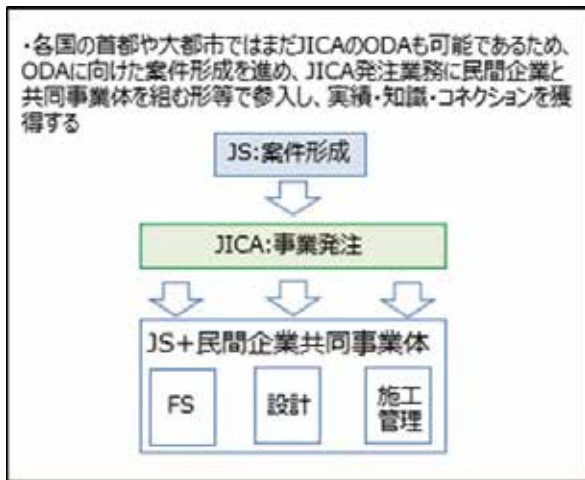 ・各国の首都や大都市ではまだJICAのODAも可能であるため、
ODAに向けた案件形成を進め、JICA発注業務に民間企業と
共同事業体を組む形等で参入し、実績・知識・コネクションを獲
得する
JS:案件形成
JICA:事業発注
JS+民間企業共同事業体
FS
設計
施工
管理